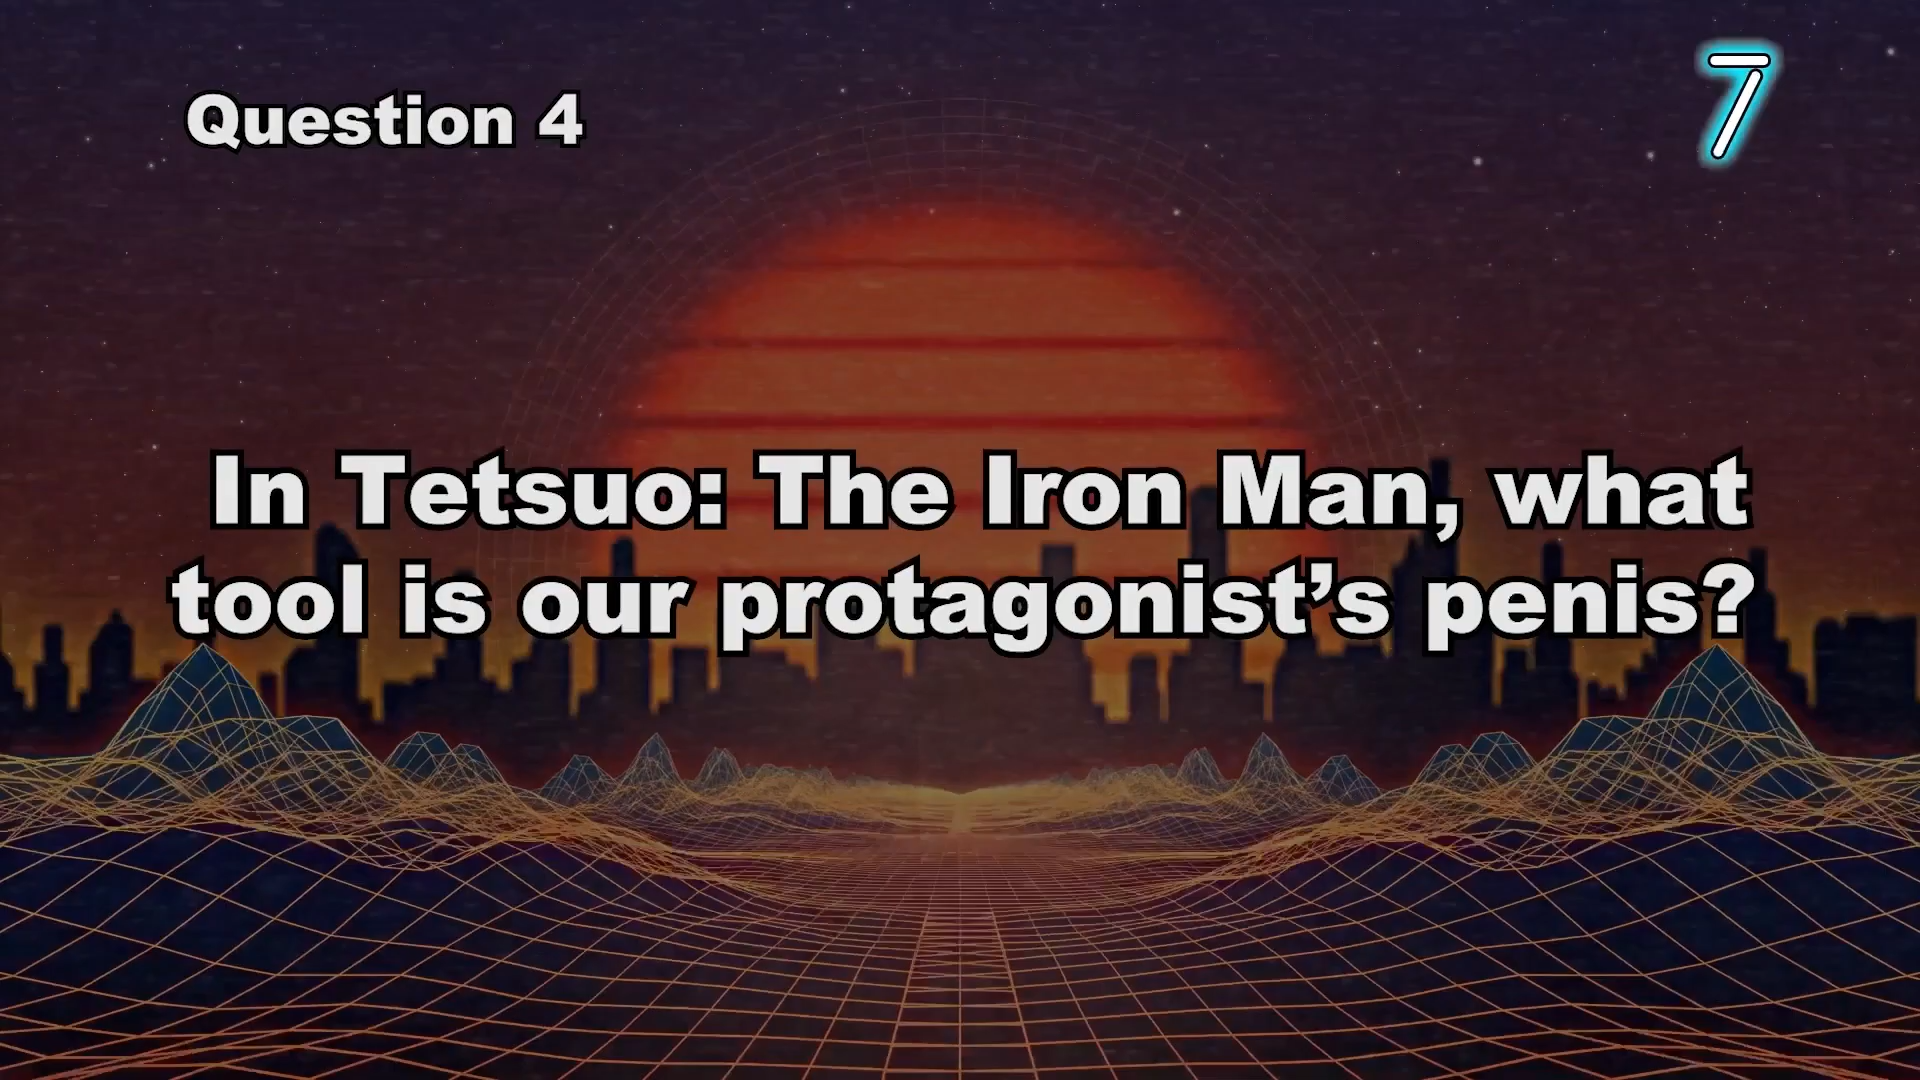 Question 4
7
In Tetsuo: The Iron Man, what
tool is our protagonist’s penis?